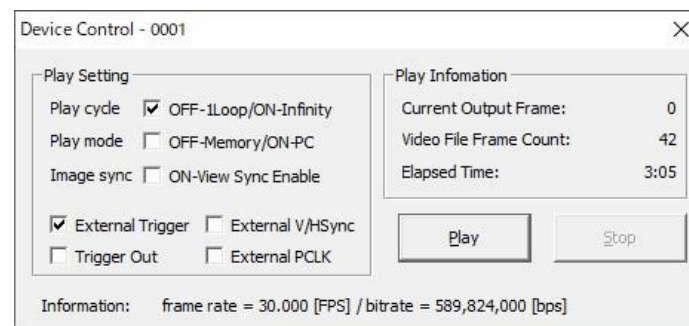 Device Control - 0001
Play Setting
Play cycle OFF-1Loop/ON-Infinity
Play mode OFF-Memory/ON-PC
Image sync ON-View Sync Enable
External Trigger External V/HSync
Trigger Out External PCLK
Play Infomation
Current Output Frame: 0
Video File Frame Count: 42
Elapsed Time: 3:05
Play Stop
Information: frame rate = 30.000 [FPS] / bitrate = 589,824,000 [bps]